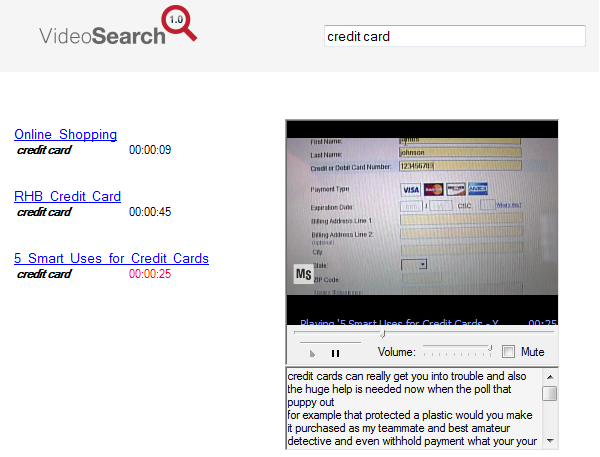 VideoSearch 1.0
credit card
Online Shopping
credit card 00:00:09
RHB Credit Card
credit card 00:00:45
5 Smart Uses for Credit Cards
credit card 00:00:25
First Name:
Last Name: johnson
Credit or Debit Card Number: 123456789
Payment Type VISA MasterCard DISCOVER AMEX
Expiration Date: / CSC:
Billing Address Line 1:
Billing Address Line 2:
(optional)
City
State:
ZIP Code:
Ms
Playing '5 Smart Uses for Credit Cards - Y 00:25
Volume: Mute
credit cards can really get you into trouble and also
the huge help is needed now when the poll that
puppy out
for example that protected a plastic would you make
it purchased as my teammate and best amateur
detective and even withhold payment what your your